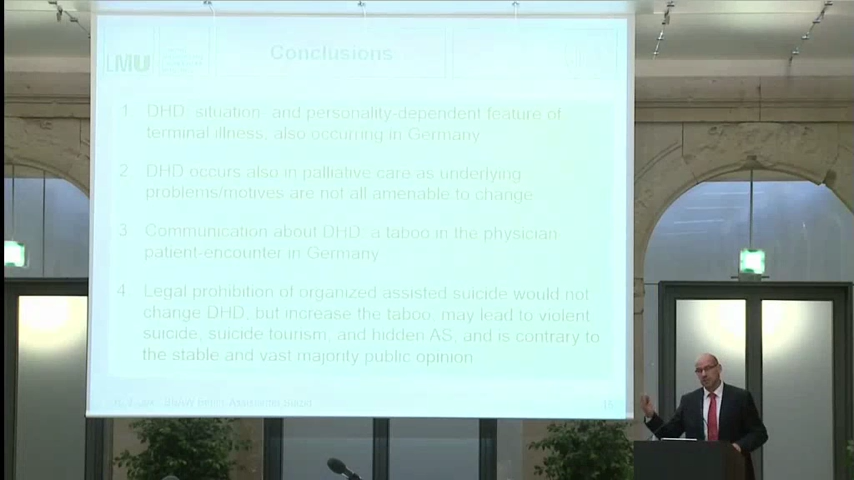 LMU
Conclusions
1. DHD: situation- and personality-dependent feature of
terminal illness, also occurring in Germany
2. DHD occurs also in palliative care as underlying
problems/motives are not all amenable to change
3. Communication about DHD: a taboo in the physician
patient-encounter in Germany
4. Legal prohibition of organized assisted suicide would not
change DHD, but increase the taboo, may lead to violent
suicide, suicide tourism, and hidden AS, and is contrary to
the stable and vast majority public opinion